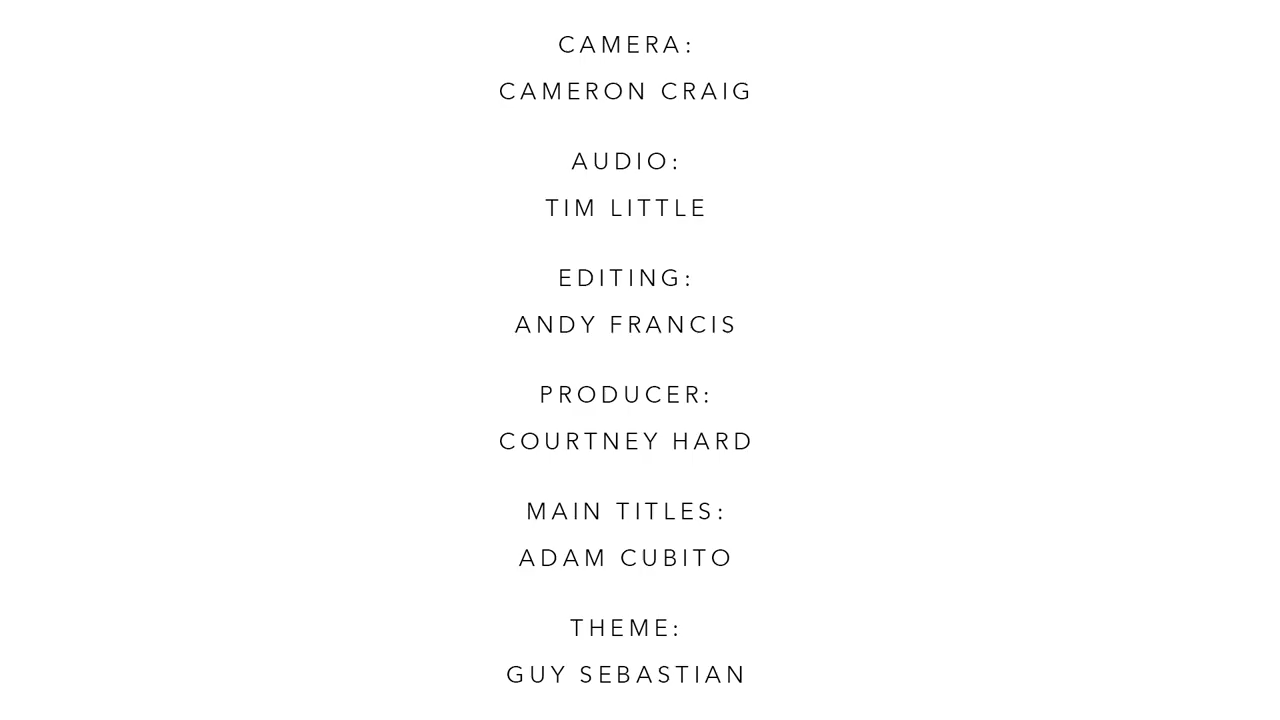 CAMERA:
CAMERON CRAIG
AUDIO:
TIM LITTLE
EDITING:
ANDY FRANCIS
PRODUCER:
COURTNEY HARD
MAIN TITLES:
ADAM CUBITO
THEME:
GUY SEBASTIAN